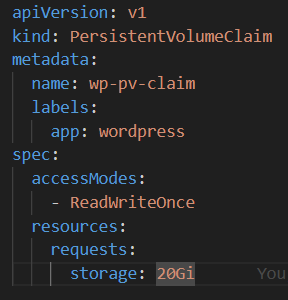 apiVersion: v1
kind: PersistentVolumeClaim
metadata:
  name: wp-pv-claim
  labels:
    app: wordpress
spec:
  accessModes:
    - ReadWriteOnce
  resources:
    requests:
      storage: 20Gi You